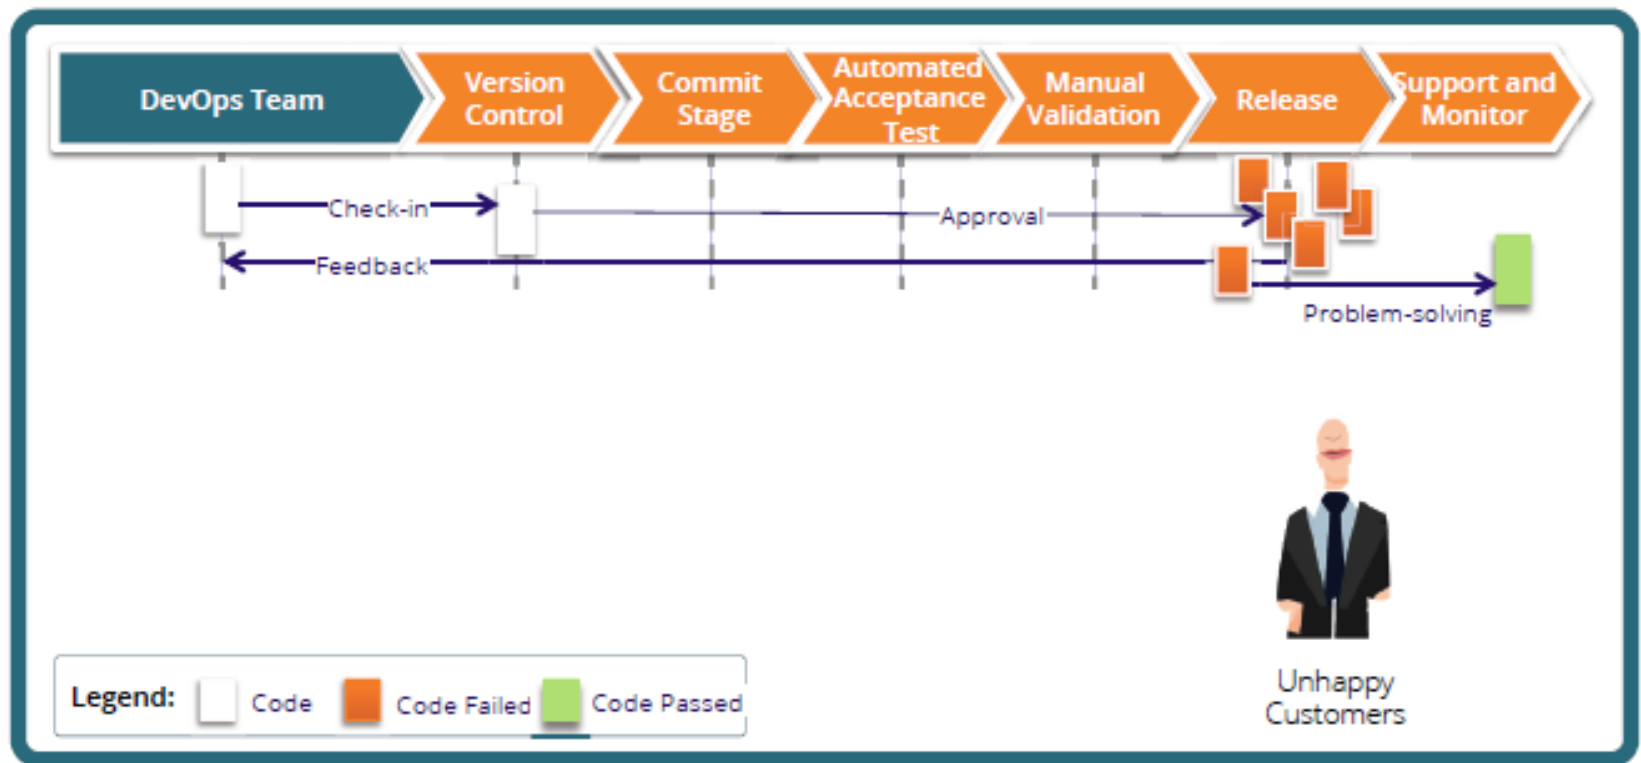 DevOps Team
Version
Control
Commit
Stage
Automated
Acceptance
Test
Manual
Validation
Release
Support and
Monitor
Check-in
Approval
Feedback
Problem-solving
Unhappy
Customers
Legend:
Code
Code Failed
Code Passed